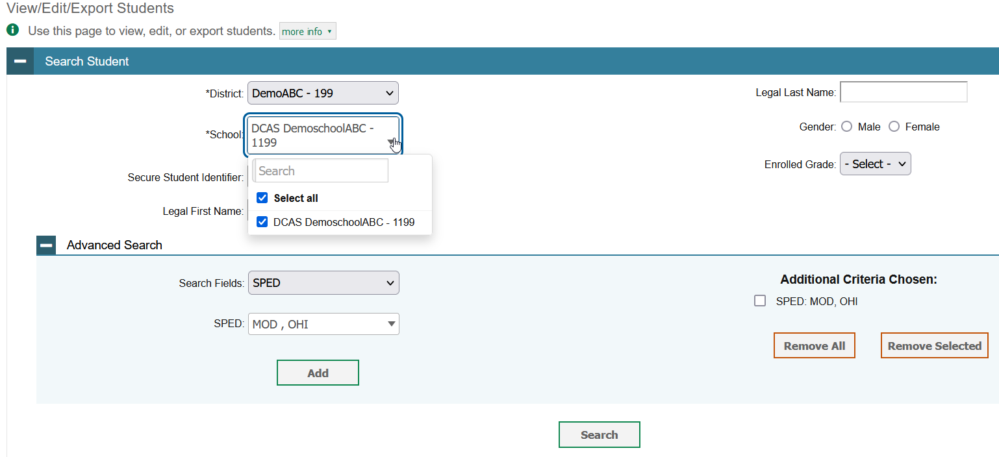 View/Edit/Export Students
Use this page to view, edit, or export students. more info
Search Student
*District: DemoABC - 199
Legal Last Name:
*School: DCAS DemoschoolABC -
1199
Gender: Male Female
Enrolled Grade: - Select -
Search
Secure Student Identifier:
Select all
Legal First Name:
DCAS DemoschoolABC - 1199
Advanced Search
Search Fields: SPED
Additional Criteria Chosen:
SPED: MOD, OHI
SPED: MOD , OHI
Remove All Remove Selected
Add
Search